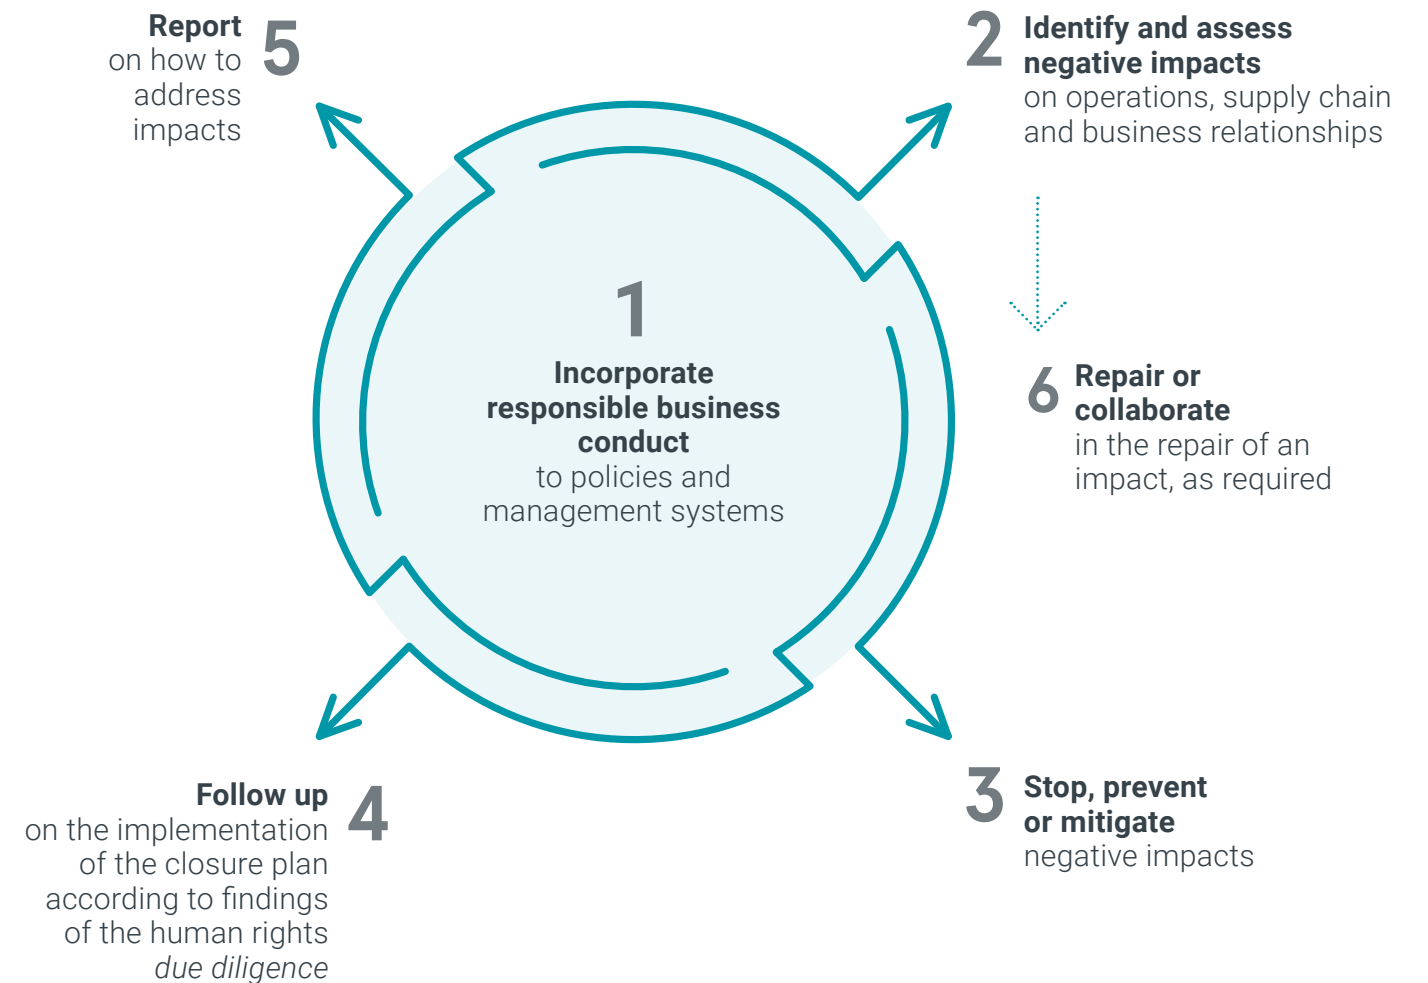 1
Incorporate
responsible business
conduct
to policies and
management systems
2
Identify and assess
negative impacts
on operations, supply chain
and business relationships
3
Stop, prevent
or mitigate
negative impacts
4
Follow up
on the implementation
of the closure plan
according to findings
of the human rights
due diligence
5
Report
on how to
address
impacts
6
Repair or
collaborate
in the repair of an
impact, as required